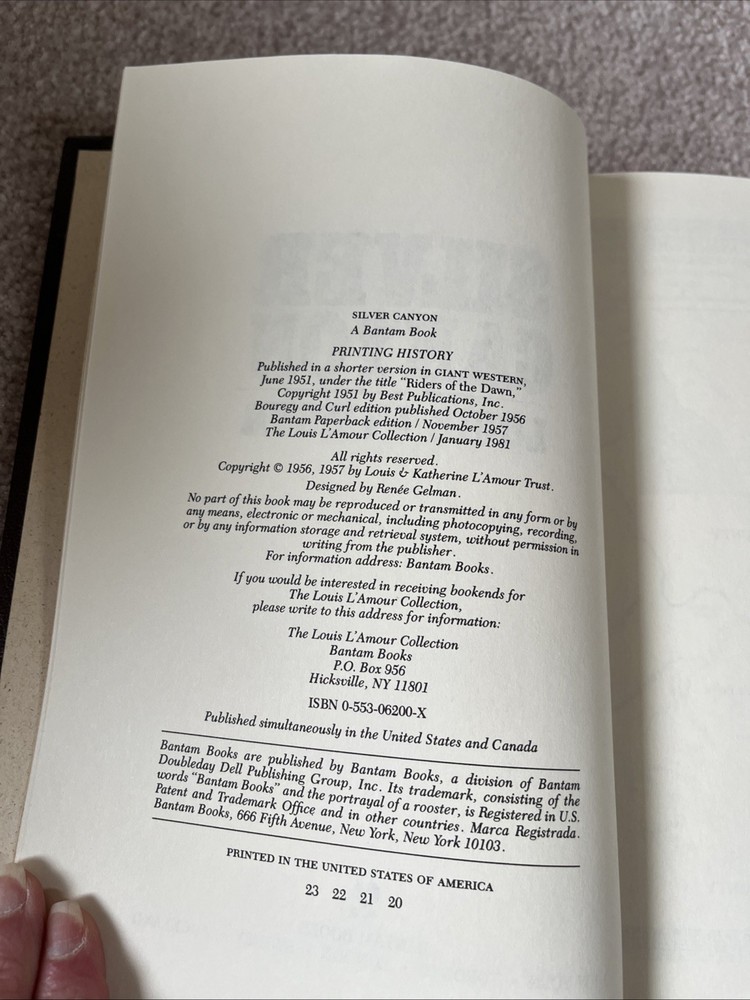 SILVER CANYON
A Bantam Book
PRINTING HISTORY
Published in a shorter version in GIANT WESTERN,
June 1951, under the title "Riders of the Dawn,"
Copyright 1951 by Best Publications, Inc.
Bouregy and Curl edition published October 1956
Bantam Paperback edition / November 1957
The Louis L'Amour Collection / January 1981
All rights reserved.
Copyright © 1956, 1957 by Louis & Katherine L'Amour Trust.
Designed by Renée Gelman.
No part of this book may be reproduced or transmitted in any form or by
any means, electronic or mechanical, including photocopying, recording,
or by any information storage and retrieval system, without permission in
writing from the publisher.
For information address: Bantam Books.
If you would be interested in receiving bookends for
The Louis L'Amour Collection,
please write to this address for information:
The Louis L'Amour Collection
Bantam Books
P.O. Box 956
Hicksville, NY 11801
ISBN 0-553-06200-X
Published simultaneously in the United States and Canada
Bantam Books are published by Bantam Books, a division of Bantam
Doubleday Dell Publishing Group, Inc. Its trademark, consisting of the
words "Bantam Books" and the portrayal of a rooster, is Registered in U.S.
Patent and Trademark Office and in other countries. Marca Registrada.
Bantam Books, 666 Fifth Avenue, New York, New York 10103.
PRINTED IN THE UNITED STATES OF AMERICA
23 22 21 20